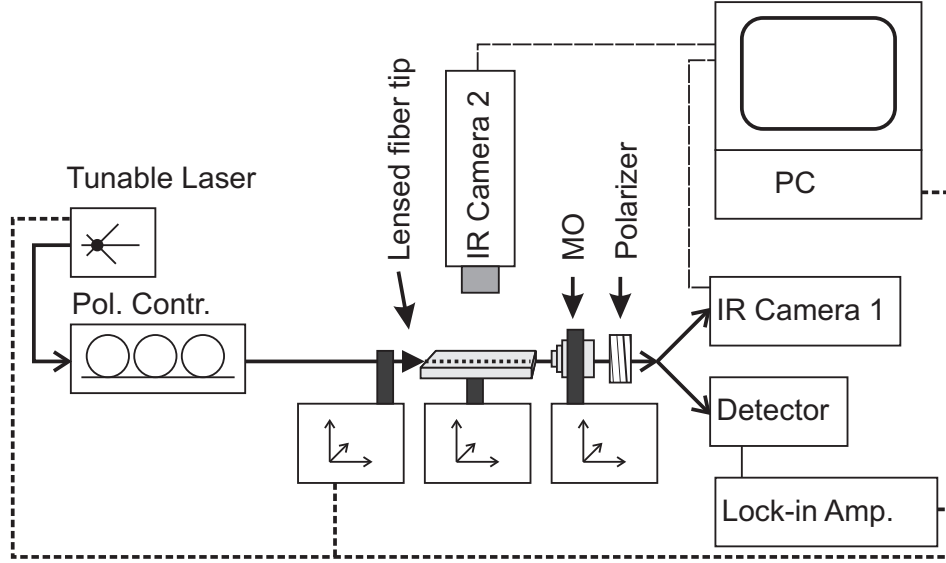 Lensed fiber tip
IR Camera 2
MO
Polarizer
PC
Tunable Laser
Pol. Contr.
IR Camera 1
Detector
Lock-in Amp.